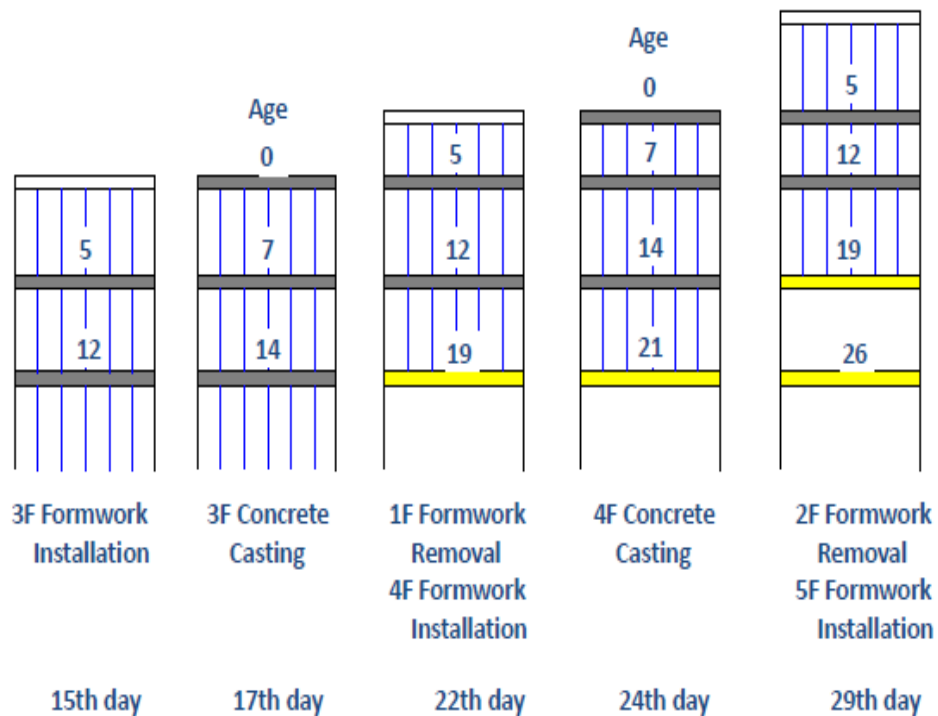 Age
0
5
12
Age
0
7
14
5
12
19
7
14
21
5
12
19
26
3F Formwork
Installation
3F Concrete
Casting
1F Formwork
Removal
4F Formwork
Installation
4F Concrete
Casting
2F Formwork
Removal
5F Formwork
Installation
15th day
17th day
22th day
24th day
29th day